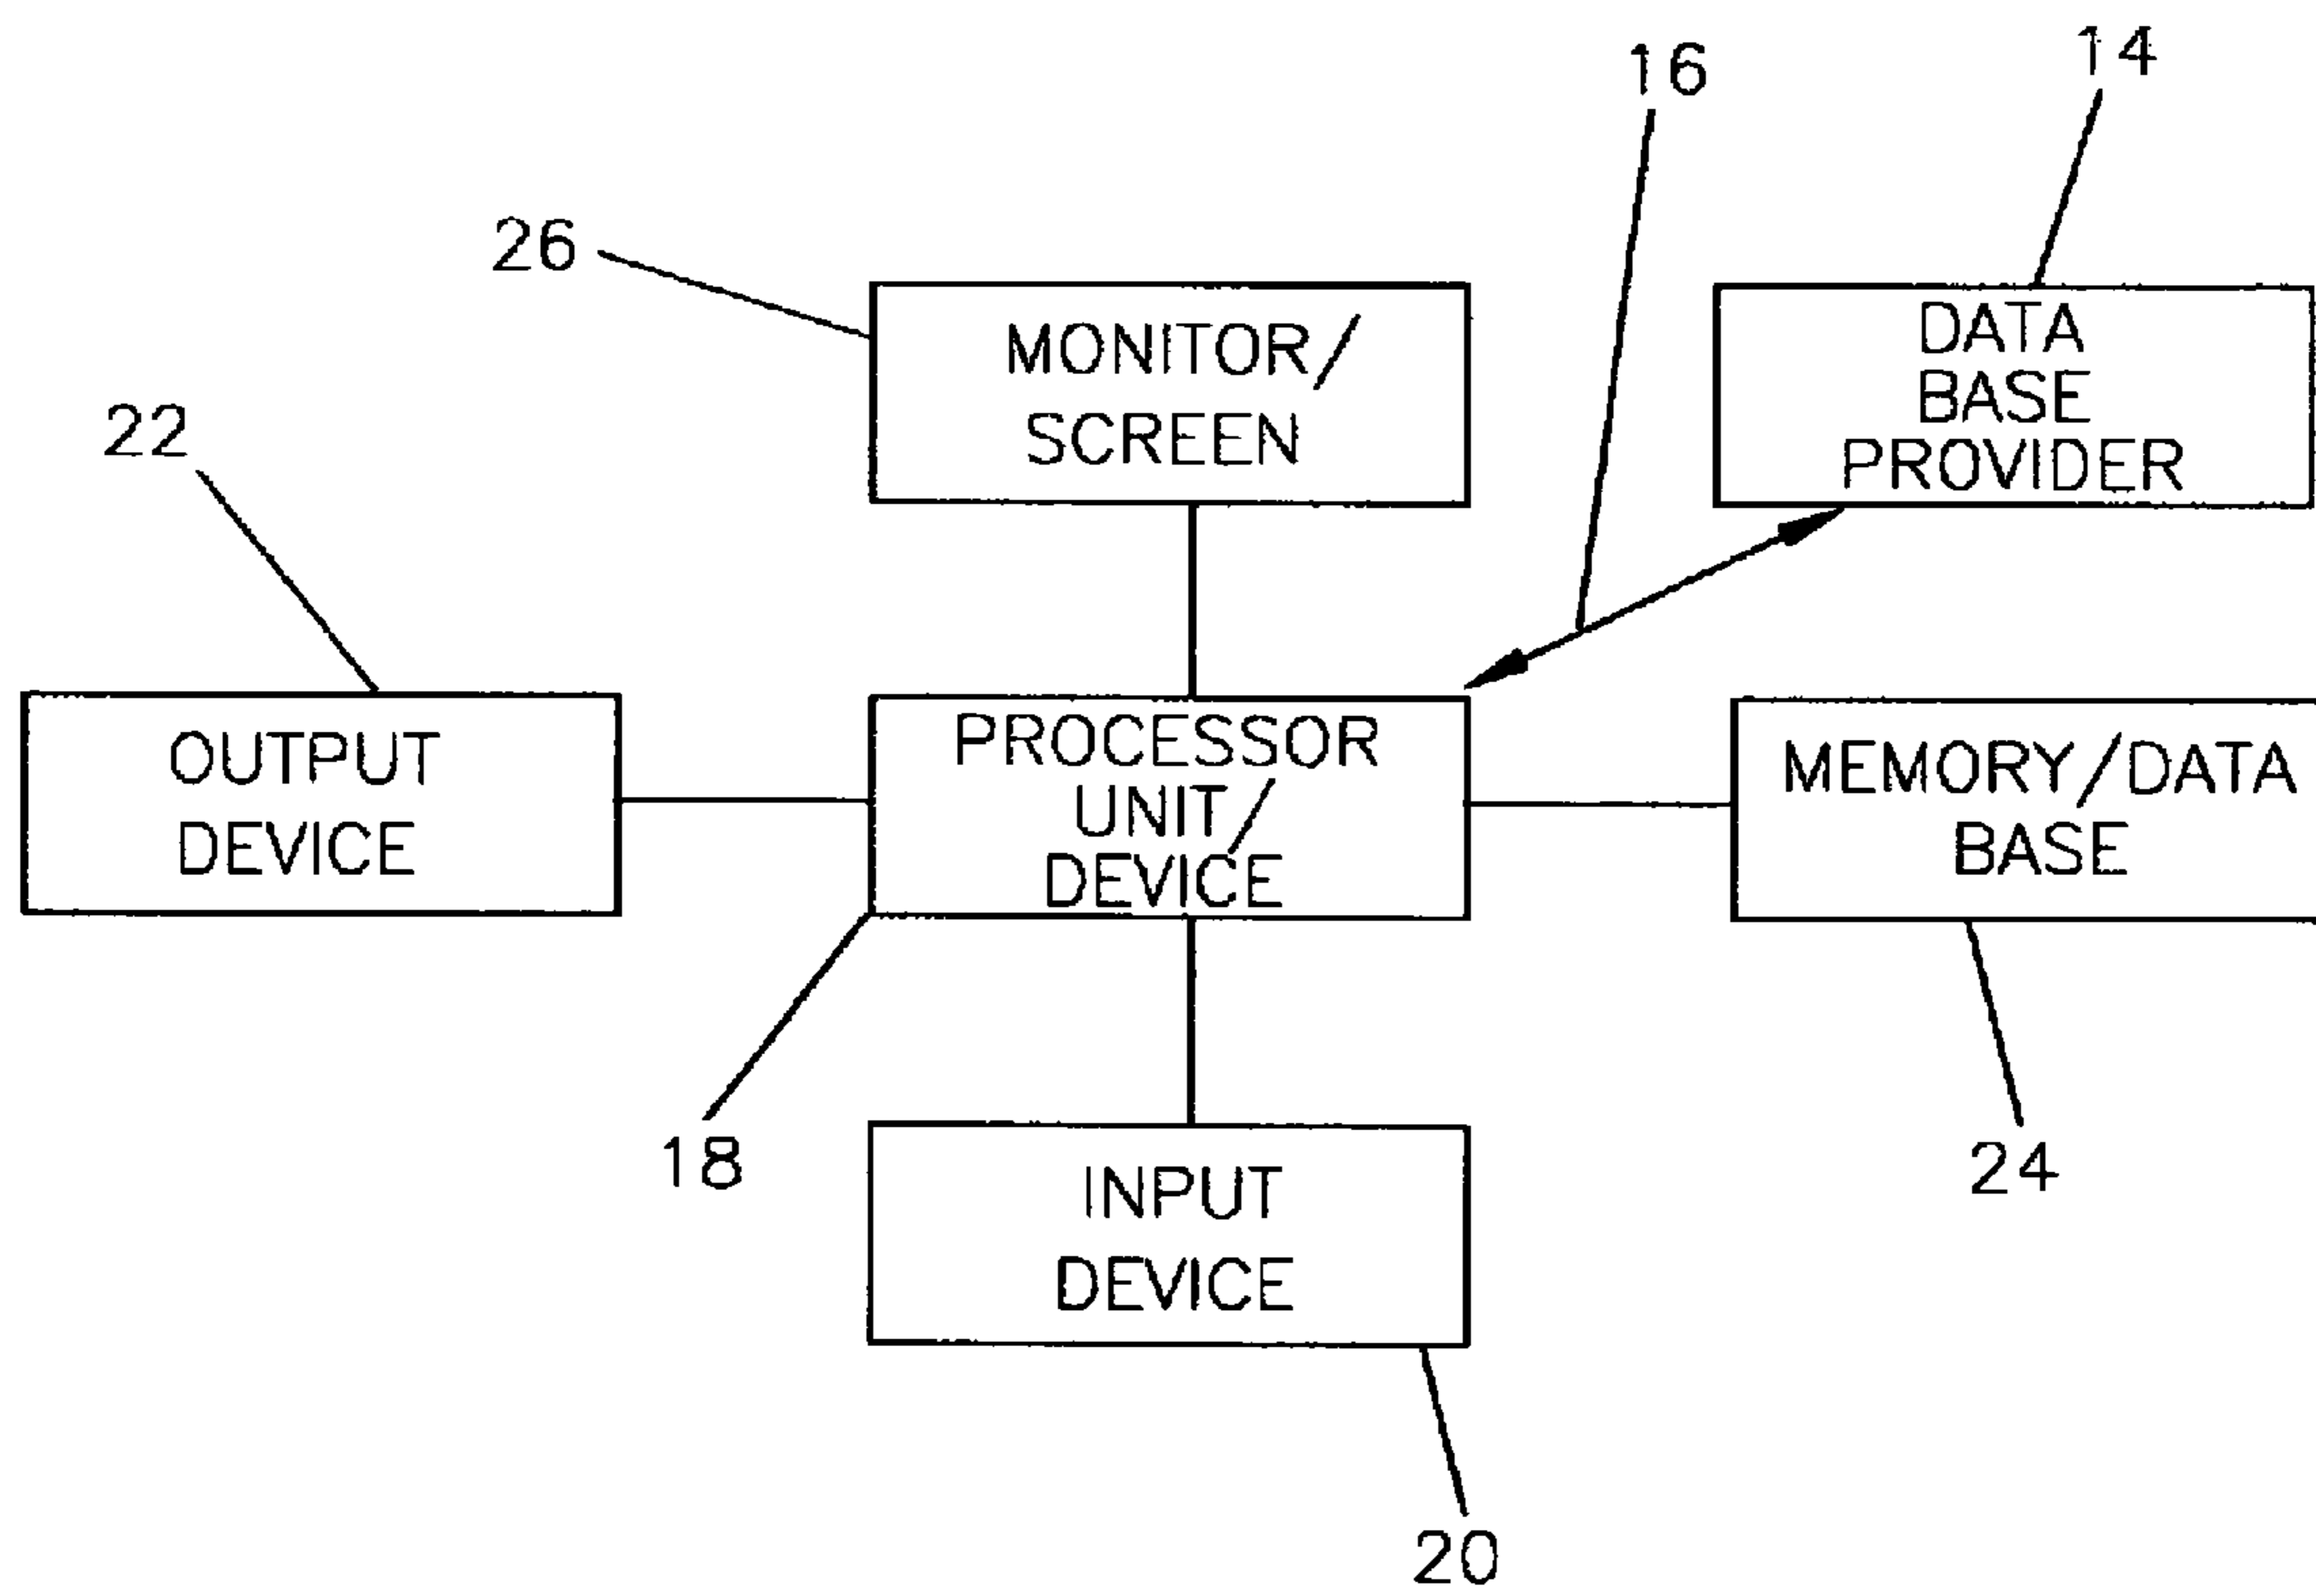 14
16
26
MONITOR/
SCREEN
DATA
BASE
PROVIDER
22
OUTPUT
DEVICE
PROCESSOR
UNIT/
DEVICE
MEMORY/DATA
BASE
18
24
INPUT
DEVICE
20